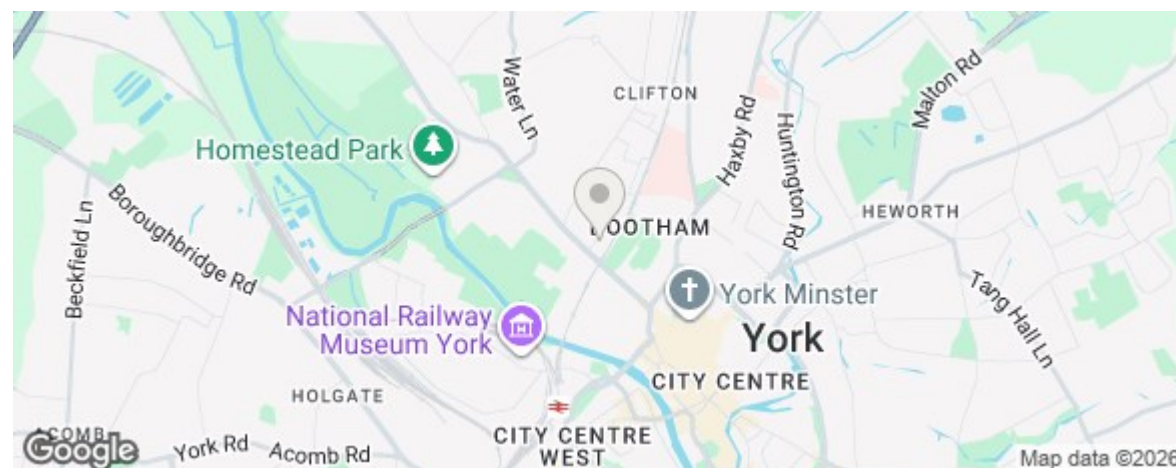 Malton Rd
Water Ln
CLIFTON
Haxby Rd
Huntington Rd
Homestead Park
Boroughbridge Rd
Beckfield Ln
BOOTHAM
HEWORTH
York Minster
Tang Hall Ln
National Railway
Museum York
York
CITY CENTRE
HOLGATE
ACOMB
York Rd
Acomb Rd
CITY CENTRE
WEST
Google
Map data ©2026